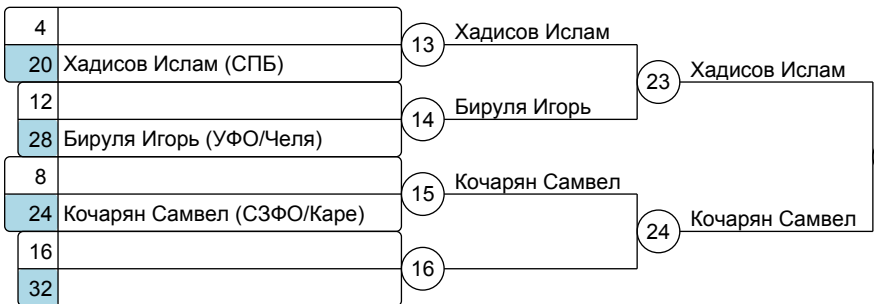 4
13
Хадисов Ислам
20 Хадисов Ислам (СПБ)
23
Хадисов Ислам
12
14
Бируля Игорь
28 Бируля Игорь (УФО/Челя)
8
15
Кочарян Самвел
24 Кочарян Самвел (СЗФО/Каре)
24
Кочарян Самвел
16
16
32